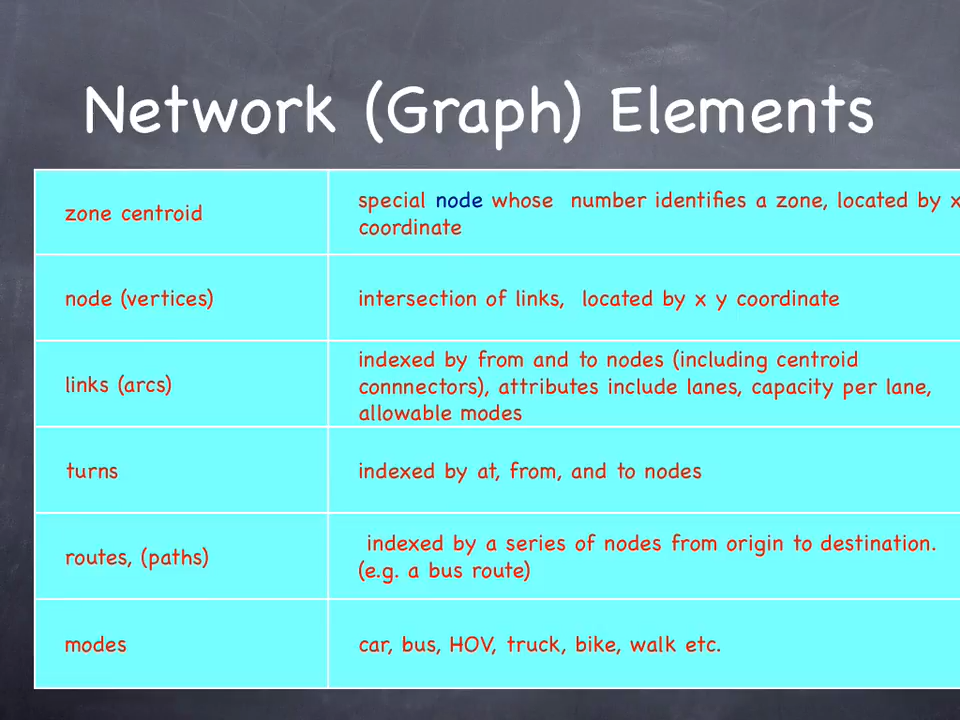 Network (Graph) Elements
zone centroid
special node whose number identifies a zone, located by x
coordinate
node (vertices)
intersection of links, located by x y coordinate
links (arcs)
indexed by from and to nodes (including centroid
connnectors), attributes include lanes, capacity per lane,
allowable modes
turns
indexed by at, from, and to nodes
routes, (paths)
indexed by a series of nodes from origin to destination.
(e.g. a bus route)
modes
car, bus, HOV, truck, bike, walk etc.